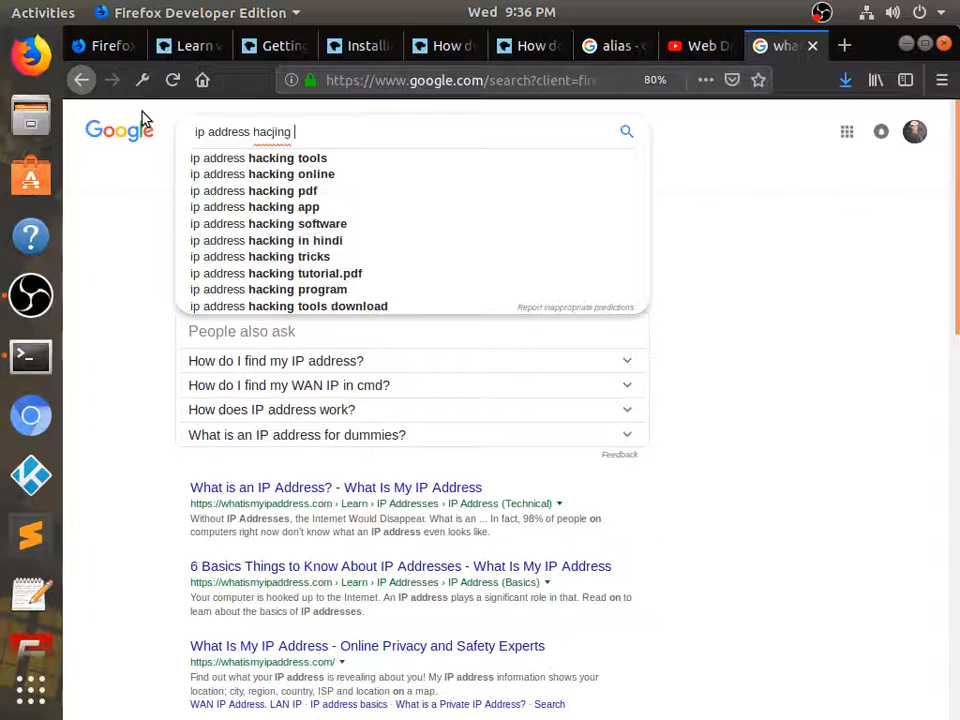 Activities Firefox Developer Edition Wed 9:36 PM
Firefo Learn Getting Installi How d How do alias - Web D what
https://www.google.com/search?client=fir 80%
Google ip address hacjing
ip address hacking tools
ip address hacking online
ip address hacking pdf
ip address hacking app
ip address hacking software
ip address hacking in hindi
ip address hacking tricks
ip address hacking tutorial.pdf
ip address hacking program
ip address hacking tools download Report inappropriate predictions
People also ask
How do I find my IP address?
How do I find my WAN IP in cmd?
How does IP address work?
What is an IP address for dummies?
Feedback
What is an IP Address? - What Is My IP Address
https://whatismyipaddress.com › Learn › IP Addresses › IP Address (Technical)
Without IP Addresses, the Internet Would Disappear. What is an ... In fact, 98% of people on
computers right now don't know what an IP address even looks like.
6 Basics Things to Know About IP Addresses - What Is My IP Address
https://whatismyipaddress.com › Learn › IP Addresses › IP Address (Basics)
Your computer is hooked up to the Internet. An IP address plays a significant role in that. Read on to
learn about the basics of IP addresses.
What Is My IP Address - Online Privacy and Safety Experts
https://whatismyipaddress.com/
Find out what your IP address is revealing about you! My IP address information shows your
location; city, region, country, ISP and location on a map.
WAN IP Address. LAN IP · IP address basics · What is a Private IP Address? · Search